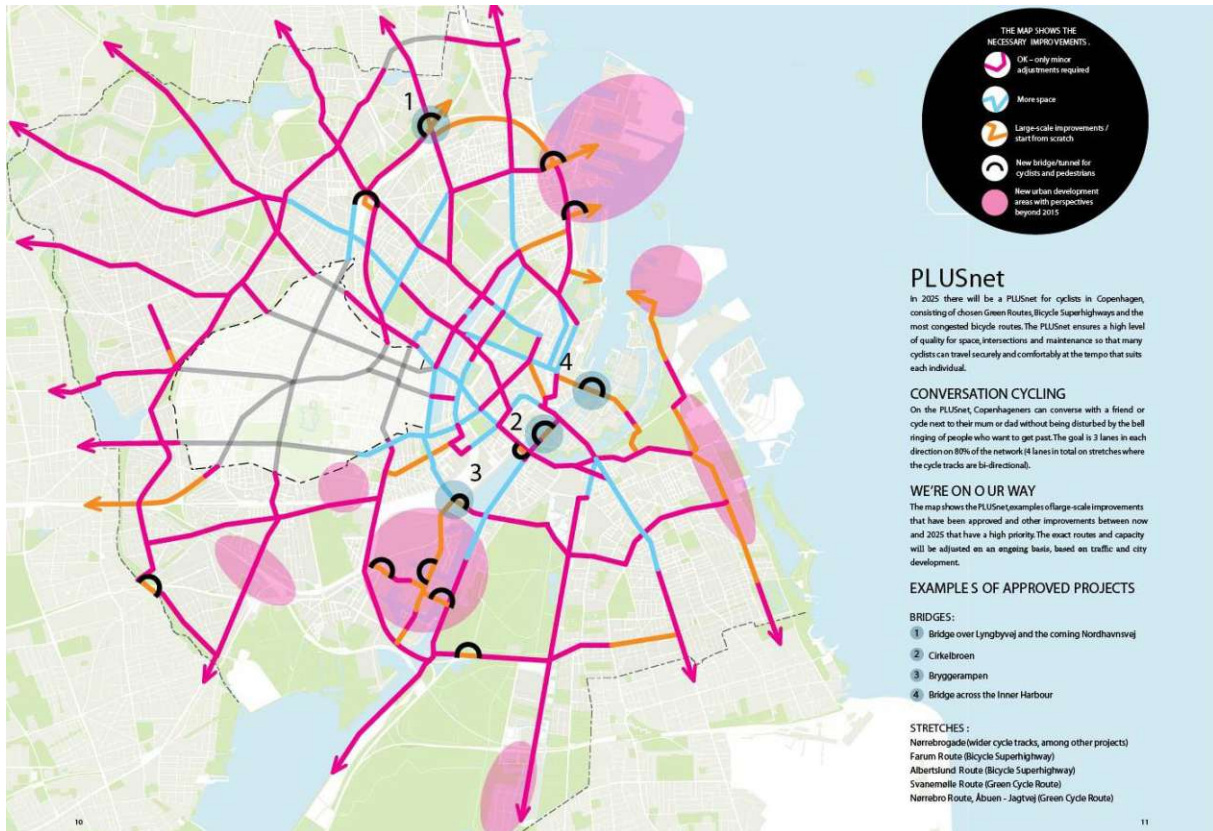 1
4
2
3
10
THE MAP SHOWS THE
NECESSARY IMPROVEMENTS .
OK – only minor
adjustments required
More space
Large-scale improvements /
start from scratch
New bridge/tunnel for
cyclists and pedestrians
New urban development
areas with perspectives
beyond 2015
PLUSnet
In 2025 there will be a PLUSnet for cyclists in Copenhagen,
consisting of chosen Green Routes, Bicycle Superhighways and the
most congested bicycle routes. The PLUSnet ensures a high level
of quality for space, intersections and maintenance so that many
cyclists can travel securely and comfortably at the tempo that suits
each individual.
CONVERSATION CYCLING
On the PLUSnet, Copenhageners can converse with a friend or
cycle next to their mum or dad without being disturbed by the bell
ringing of people who want to get past. The goal is 3 lanes in each
direction on 80% of the network (4 lanes in total on stretches where
the cycle tracks are bi-directional).
WE'RE ON OUR WAY
The map shows the PLUSnet, examples of large-scale improvements
that have been approved and other improvements between now
and 2025 that have a high priority. The exact routes and capacity
will be adjusted on an ongoing basis, based on traffic and city
development.
EXAMPLES OF APPROVED PROJECTS
BRIDGES:
1 Bridge over Lyngbyvej and the coming Nordhavnsvej
2 Cirkelbroen
3 Bryggerampen
4 Bridge across the Inner Harbour
STRETCHES :
Nørrebrogade (wider cycle tracks, among other projects)
Farum Route (Bicycle Superhighway)
Albertslund Route (Bicycle Superhighway)
Svanemølle Route (Green Cycle Route)
Nørrebro Route, Åbuen - Jagtvej (Green Cycle Route)
11